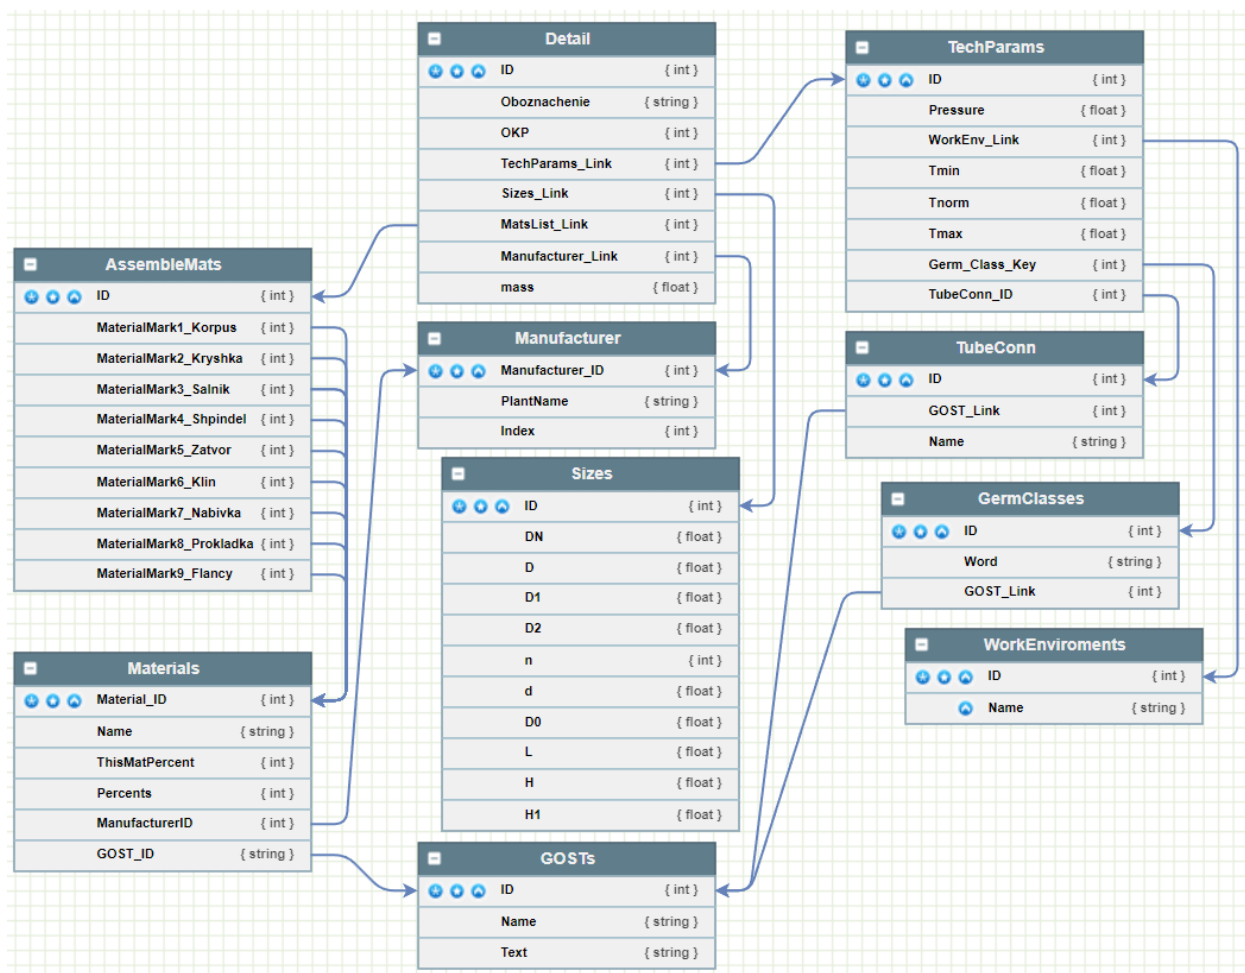 Detail
ID { int }
Oboznachenie { string }
OKP { int }
TechParams_Link { int }
Sizes_Link { int }
MatsList_Link { int }
Manufacturer_Link { int }
mass { float }
TechParams
ID { int }
Pressure { float }
WorkEnv_Link { int }
Tmin { float }
Tnorm { float }
Tmax { float }
Germ_Class_Key { int }
TubeConn_ID { int }
AssembleMats
ID { int }
MaterialMark1_Korpus { int }
MaterialMark2_Kryshka { int }
MaterialMark3_Salnik { int }
MaterialMark4_Shpindel { int }
MaterialMark5_Zatvor { int }
MaterialMark6_Klin { int }
MaterialMark7_Nabivka { int }
MaterialMark8_Prokladka { int }
MaterialMark9_Flancy { int }
Manufacturer
Manufacturer_ID { int }
PlantName { string }
Index { int }
TubeConn
ID { int }
GOST_Link { int }
Name { string }
Sizes
ID { int }
DN { float }
D { float }
D1 { float }
D2 { float }
n { int }
d { float }
D0 { float }
L { float }
H { float }
H1 { float }
GermClasses
ID { int }
Word { string }
GOST_Link { int }
WorkEnviroments
ID { int }
Name { string }
Materials
Material_ID { int }
Name { string }
ThisMatPercent { int }
Percents { int }
ManufacturerID { int }
GOST_ID { string }
GOSTs
ID { int }
Name { string }
Text { string }